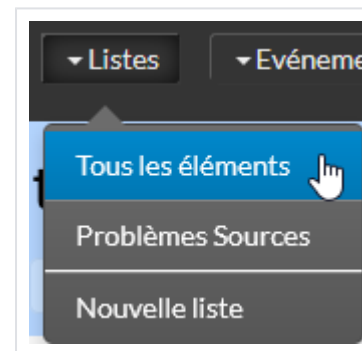 Listes Evéneme
t
Tous les éléments
Problèmes Sources
Nouvelle liste